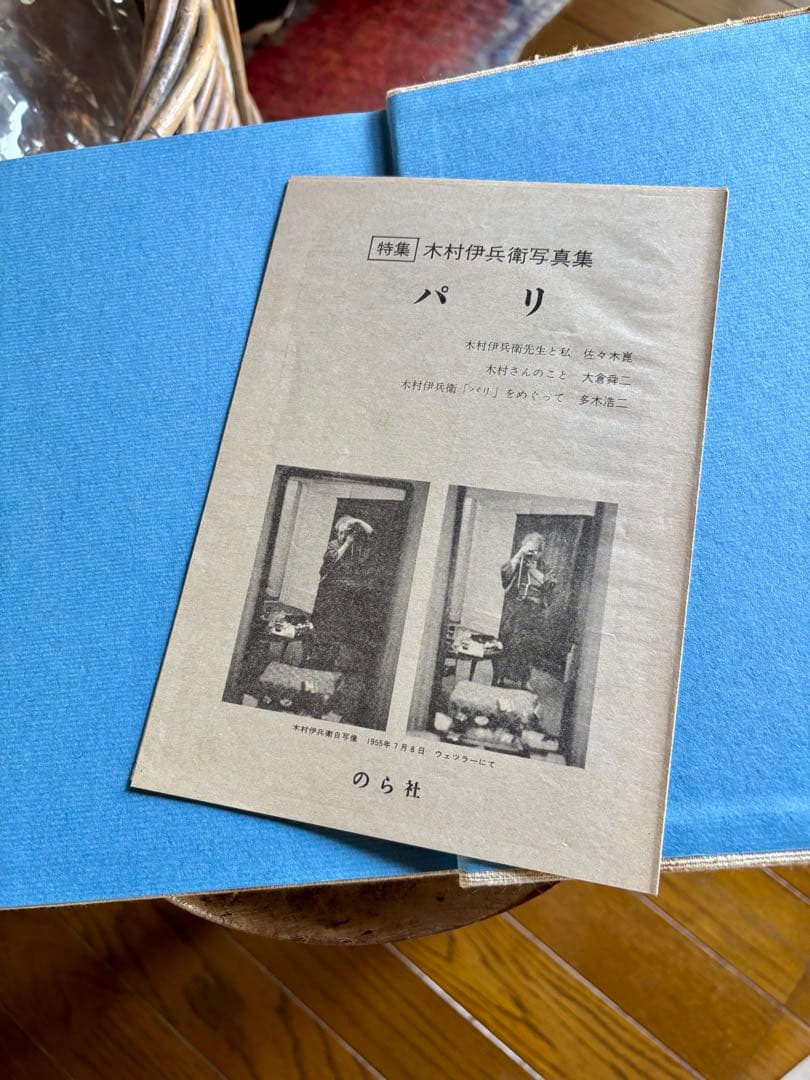 特集 木村伊兵衛写真集
パリ
木村伊兵衛先生と私 佐々木崑
木村さんのこと 大倉舜二
木村伊兵衛「パリ」をめぐって 多木浩二
木村伊兵衛自写像 1955年7月8日 ウェツラーにて
のら社